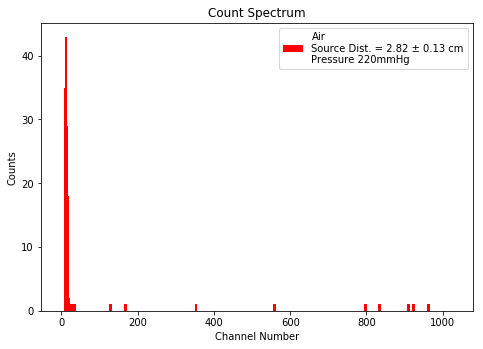 Count Spectrum
Air
Source Dist. = 2.82 ± 0.13 cm
Pressure 220mmHg
Counts
40
30
20
10
0
0 200 400 600 800 1000
Channel Number